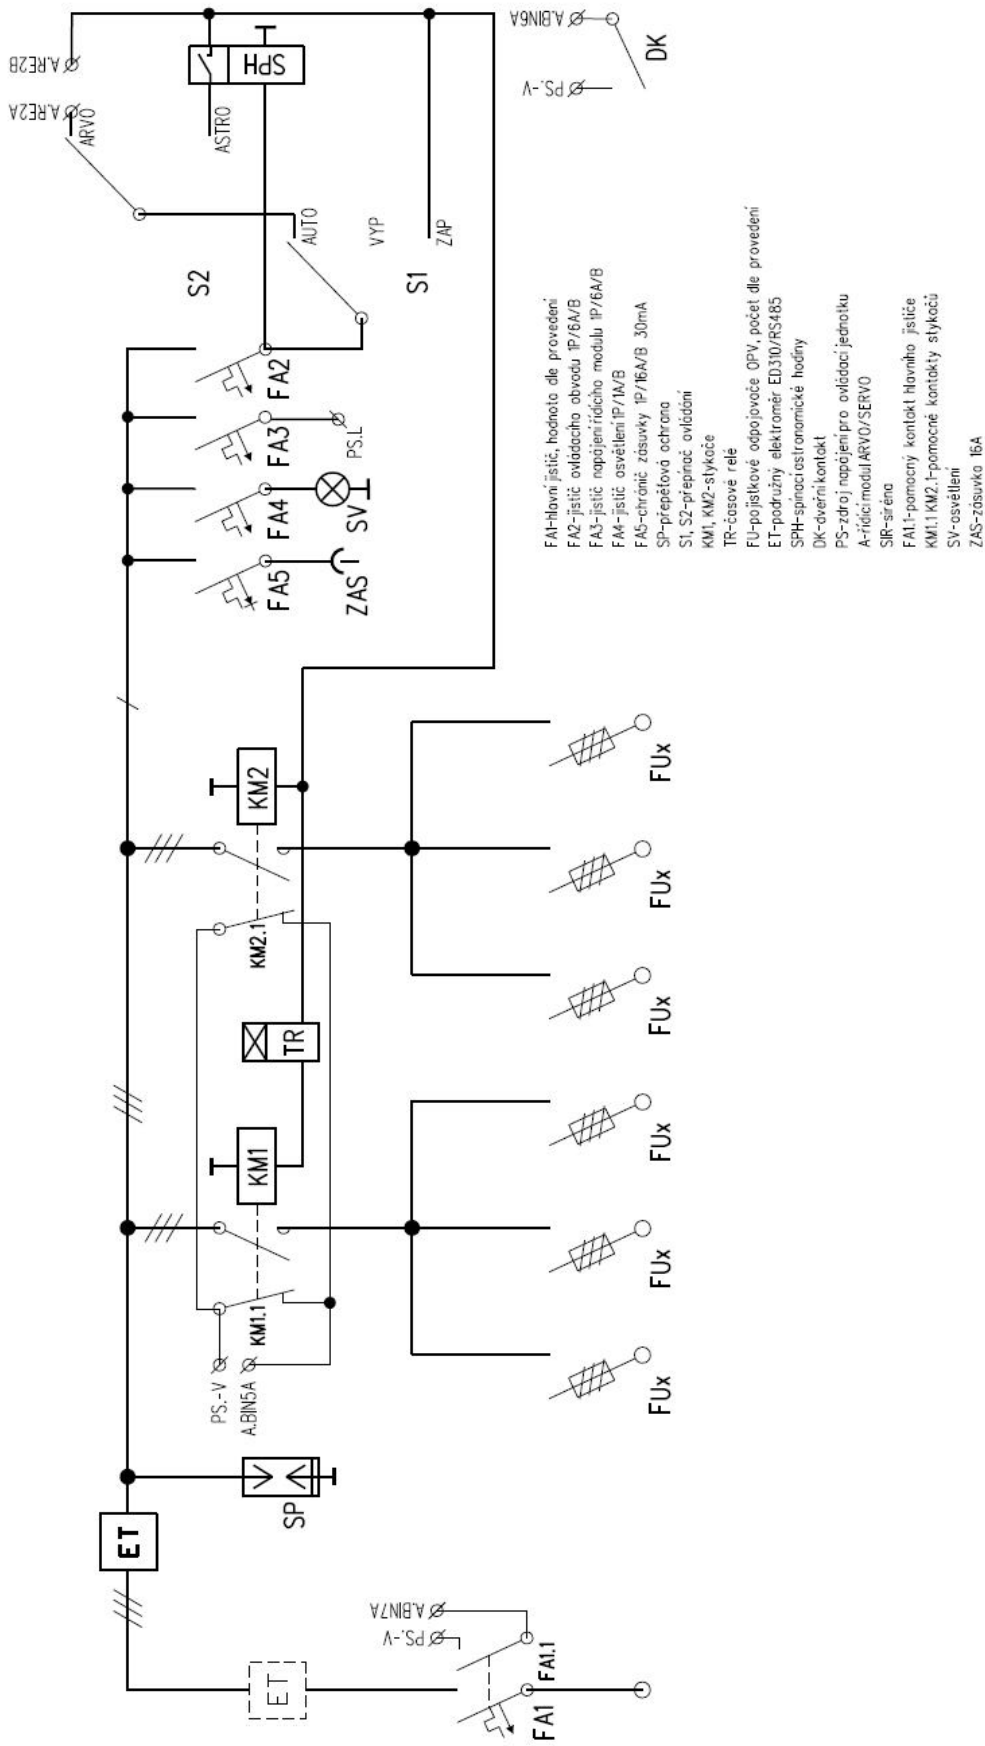 A.RE2B
A.RE2A
ARVO
SPH
ASTRO
A.BIN6A
PS.-V
DK
S2
AUTO
VYP
ZAP
S1
FA2
FA3
PS.L
FA4
SV
FA5
ZAS
KM2
KM2.1
TR
KM1
KM1.1
PS.-V
A.BIN5A
FUx
FUx
FUx
FUx
FUx
FUx
SP
ET
ET
A.BIN7A
PS.-V
FA1.1
FA1
FA1-hlavní jistič, hodnota dle provedení
FA2-jistič ovládacího obvodu 1P/6A/B
FA3-jistič napájení řídicího modulu 1P/6A/B
FA4-jistič osvětlení 1P/1A/B
FA5-chránič zásuvky 1P/16A/B 30mA
SP-přepěťová ochrana
S1, S2-přepínač ovládání
KM1, KM2-stykače
TR-časové relé
FU-pojistkové odpojovače OPV, počet dle provedení
ET-podružný elektroměr ED310/RS485
SPH-spínací astronomické hodiny
DK-dveřní kontakt
PS-zdroj napájení pro ovládací jednotku
A-řídící modul ARVO/SERVO
SIR-siréna
FA1.1-pomocný kontakt hlavního jističe
KM1.1 KM2.1-pomocné kontakty stykačů
SV-osvětlení
ZAS-zásuvka 16A